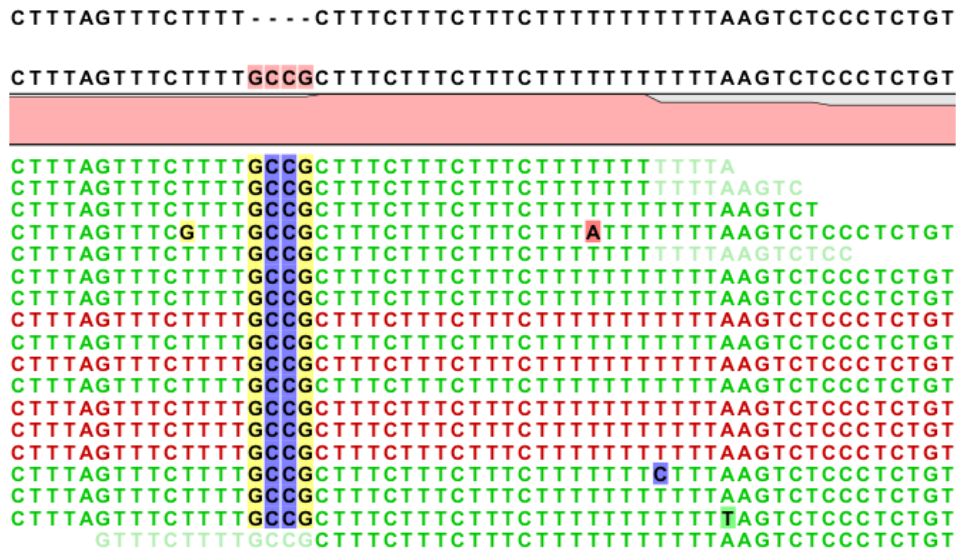 CTTTAGTTTCTTTT----CTTTCTTTCTTTCTTTTTTTTTTTAAGTCTCCCTCTGT
CTTTAGTTTCTTTTGCCGCTTTCTTTCTTTCTTTTTTTTTTTAAGTCTCCCTCTGT
CTTTAGTTTCTTTTGCCGCTTTCTTTCTTTCTTTTTTTTTTTA
CTTTAGTTTCTTTTGCCGCTTTCTTTCTTTCTTTTTTTTTTTAAGTC
CTTTAGTTTCTTTTGCCGCTTTCTTTCTTTCTTTTTTTTTTTAAGTCT
CTTTAGTTTCGTTTGCCGCTTTCTTTCTTTCTTTATTTTTTTAAGTCTCCCTCTGT
CTTTAGTTTCTTTTGCCGCTTTCTTTCTTTCTTTTTTTTTTTAAGTCTCC
CTTTAGTTTCTTTTGCCGCTTTCTTTCTTTCTTTTTTTTTTTAAGTCTCCCTCTGT
CTTTAGTTTCTTTTGCCGCTTTCTTTCTTTCTTTTTTTTTTTAAGTCTCCCTCTGT
CTTTAGTTTCTTTTGCCGCTTTCTTTCTTTCTTTTTTTTTTTAAGTCTCCCTCTGT
CTTTAGTTTCTTTTGCCGCTTTCTTTCTTTCTTTTTTTTTTTAAGTCTCCCTCTGT
CTTTAGTTTCTTTTGCCGCTTTCTTTCTTTCTTTTTTTTTTTAAGTCTCCCTCTGT
CTTTAGTTTCTTTTGCCGCTTTCTTTCTTTCTTTTTTTTTTTAAGTCTCCCTCTGT
CTTTAGTTTCTTTTGCCGCTTTCTTTCTTTCTTTTTTTTTTTAAGTCTCCCTCTGT
CTTTAGTTTCTTTTGCCGCTTTCTTTCTTTCTTTTTTTTTTTAAGTCTCCCTCTGT
CTTTAGTTTCTTTTGCCGCTTTCTTTCTTTCTTTTTTTTTTTAAGTCTCCCTCTGT
CTTTAGTTTCTTTTGCCGCTTTCTTTCTTTCTTTTTTTCTTTAAGTCTCCCTCTGT
CTTTAGTTTCTTTTGCCGCTTTCTTTCTTTCTTTTTTTTTTTAAGTCTCCCTCTGT
CTTTAGTTTCTTTTGCCGCTTTCTTTCTTTCTTTTTTTTTTTTAGTCTCCCTCTGT
GTTTCTTTTGCCGCTTTCTTTCTTTCTTTTTTTTTTTAAGTCTCCCTCTGT